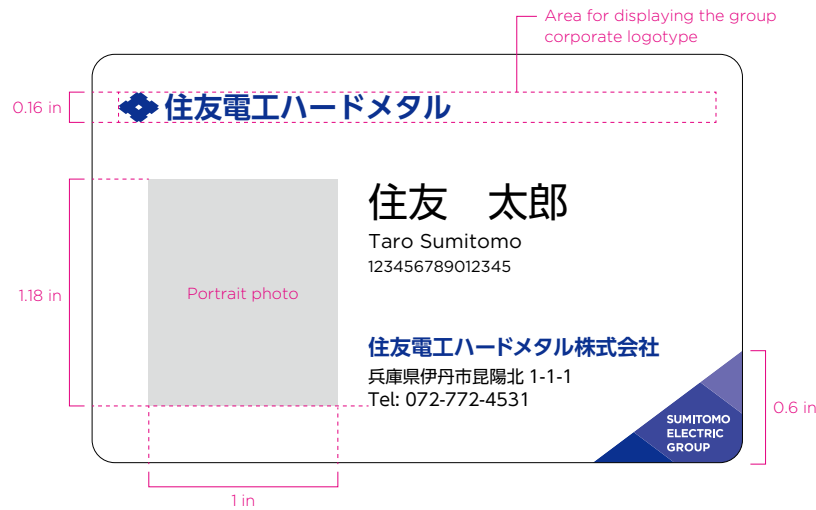 Area for displaying the group
corporate logotype
0.16 in
住友電工ハードメタル
住友　太郎
Taro Sumitomo
123456789012345
1.18 in
Portrait photo
住友電工ハードメタル株式会社
兵庫県伊丹市昆陽北 1-1-1
Tel: 072-772-4531
0.6 in
SUMITOMO
ELECTRIC
GROUP
1 in